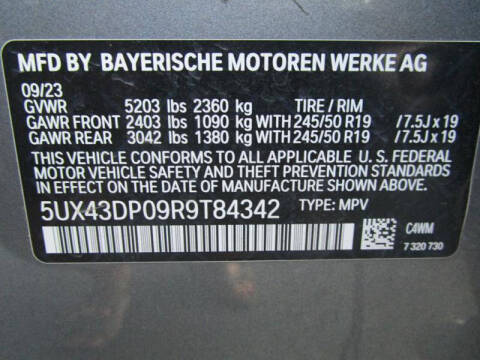 MFD BY BAYERISCHE MOTOREN WERKE AG
09/23
GVWR 5203 lbs 2360 kg TIRE / RIM
GAWR FRONT 2403 lbs 1090 kg WITH 245/50 R19 /7.5J x 19
GAWR REAR 3042 lbs 1380 kg WITH 245/50 R19 /7.5J x 19
THIS VEHICLE CONFORMS TO ALL APPLICABLE U.S. FEDERAL
MOTOR VEHICLE SAFETY AND THEFT PREVENTION STANDARDS
IN EFFECT ON THE DATE OF MANUFACTURE SHOWN ABOVE.
5UX43DP09R9T84342 TYPE: MPV
C4WM
7 320 730